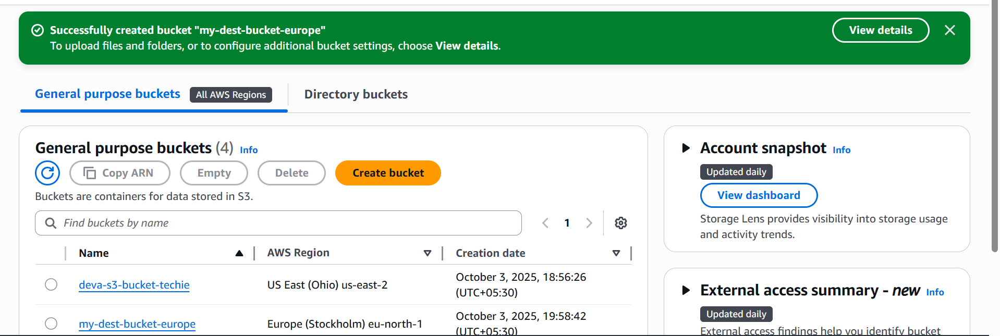 Successfully created bucket "my-dest-bucket-europe"
To upload files and folders, or to configure additional bucket settings, choose View details.
View details
General purpose buckets
All AWS Regions
Directory buckets
General purpose buckets (4) Info
Copy ARN
Empty
Delete
Create bucket
Buckets are containers for data stored in S3.
Find buckets by name
1
Name
AWS Region
Creation date
deva-s3-bucket-techie
US East (Ohio) us-east-2
October 3, 2025, 18:56:26
(UTC+05:30)
my-dest-bucket-europe
Europe (Stockholm) eu-north-1
October 3, 2025, 19:58:42
(UTC+05:30)
Account snapshot Info
Updated daily
View dashboard
Storage Lens provides visibility into storage usage
and activity trends.
External access summary - new Info
Updated daily
External access findings help you identify bucket